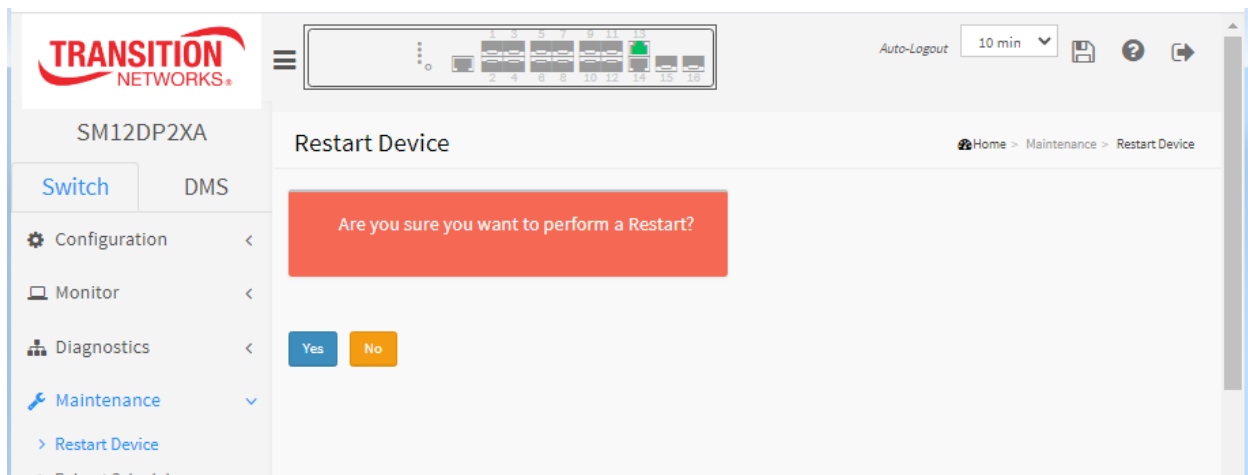 TRANSITION
NETWORKS®
1 3 5 7 9 11 13
2 4 6 8 10 12 14 15 16
Auto-Logout 10 min
SM12DP2XA
Restart Device
Home > Maintenance > Restart Device
Switch DMS
Are you sure you want to perform a Restart?
Configuration
Monitor
Diagnostics
Yes No
Maintenance
> Restart Device